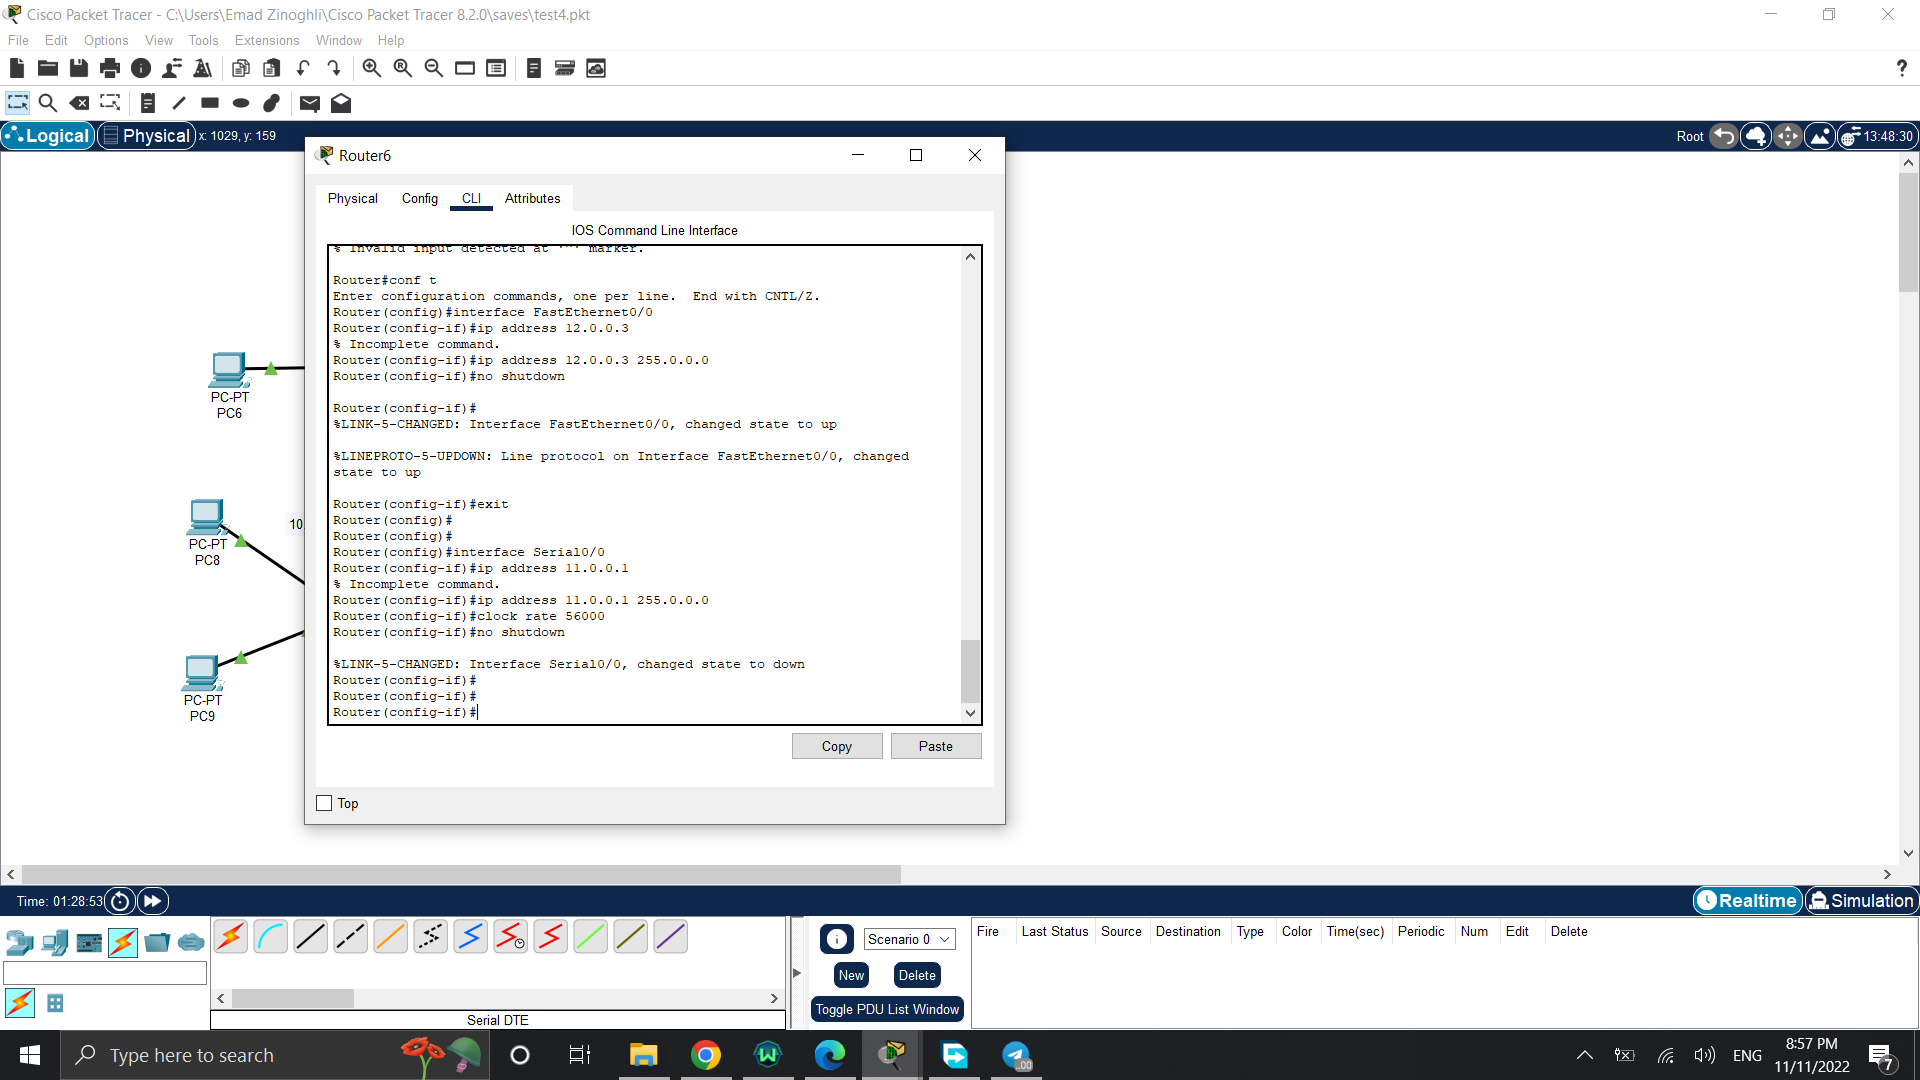 Cisco Packet Tracer - C:\Users\Emad Zinoghli\Cisco Packet Tracer 8.2.0\saves\test4.pkt
File Edit Options View Tools Extensions Window Help
?
Logical Physical x: 1029, y: 159
Root 13:48:30
Router6
Physical Config CLI Attributes
IOS Command Line Interface
% Invalid input detected at '^' marker.
Router#conf t
Enter configuration commands, one per line.  End with CNTL/Z.
Router(config)#interface FastEthernet0/0
Router(config-if)#ip address 12.0.0.3
% Incomplete command.
Router(config-if)#ip address 12.0.0.3 255.0.0.0
Router(config-if)#no shutdown
Router(config-if)#
%LINK-5-CHANGED: Interface FastEthernet0/0, changed state to up
%LINEPROTO-5-UPDOWN: Line protocol on Interface FastEthernet0/0, changed
state to up
Router(config-if)#exit
Router(config)#
Router(config)#
Router(config)#interface Serial0/0
Router(config-if)#ip address 11.0.0.1
% Incomplete command.
Router(config-if)#ip address 11.0.0.1 255.0.0.0
Router(config-if)#clock rate 56000
Router(config-if)#no shutdown
%LINK-5-CHANGED: Interface Serial0/0, changed state to down
Router(config-if)#
Router(config-if)#
Router(config-if)#
Copy Paste
Top
PC-PT
PC6
10
PC-PT
PC8
PC-PT
PC9
Time: 01:28:53
Realtime Simulation
Scenario 0
New Delete
Toggle PDU List Window
Fire Last Status Source Destination Type Color Time(sec) Periodic Num Edit Delete
Serial DTE
Type here to search
.00
ENG
8:57 PM
11/11/2022
7